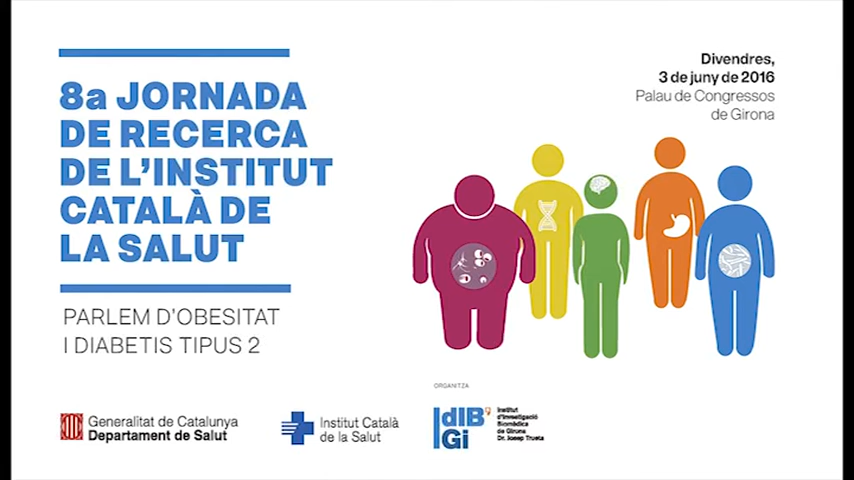 8a JORNADA
DE RECERCA
DE L'INSTITUT
CATALÀ DE
LA SALUT
PARLEM D'OBESITAT
I DIABETIS TIPUS 2
Divendres,
3 de juny de 2016
Palau de Congressos
de Girona
ORGANITZA
Generalitat de Catalunya
Departament de Salut
Institut Català
de la Salut
IdIB
Gi
Institut
d'Investigació
Biomèdica
de Girona
Dr. Josep Trueta